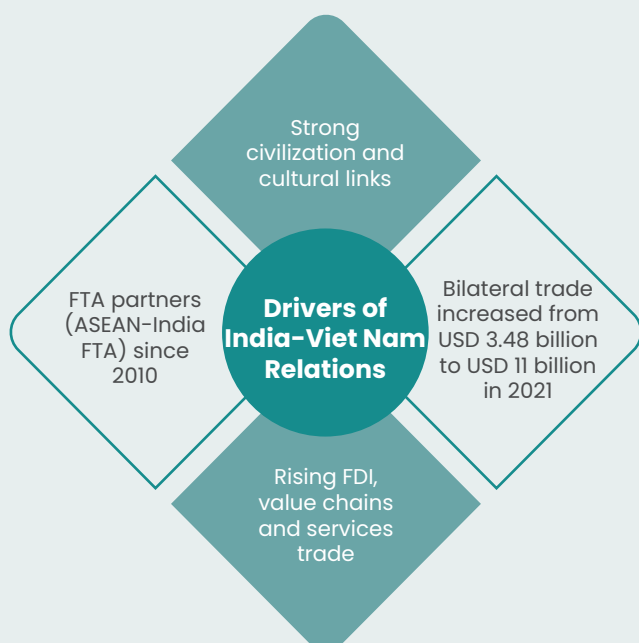 Strong
civilization and
cultural links
FTA partners
(ASEAN-India
FTA) since
2010
Drivers of
India-Viet Nam
Relations
Bilateral trade
increased from
USD 3.48 billion
to USD 11 billion
in 2021
Rising FDI,
value chains
and services
trade